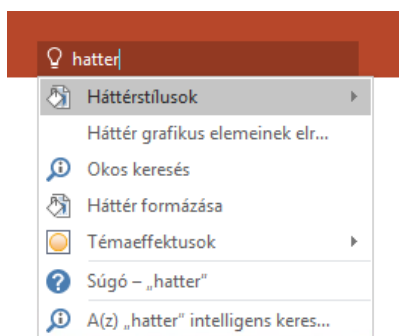 hatter
Háttérstílusok
Háttér grafikus elemeinek elr...
Okos keresés
Háttér formázása
Témaeffektusok
Súgó – „hatter”
A(z) „hatter” intelligens keres...